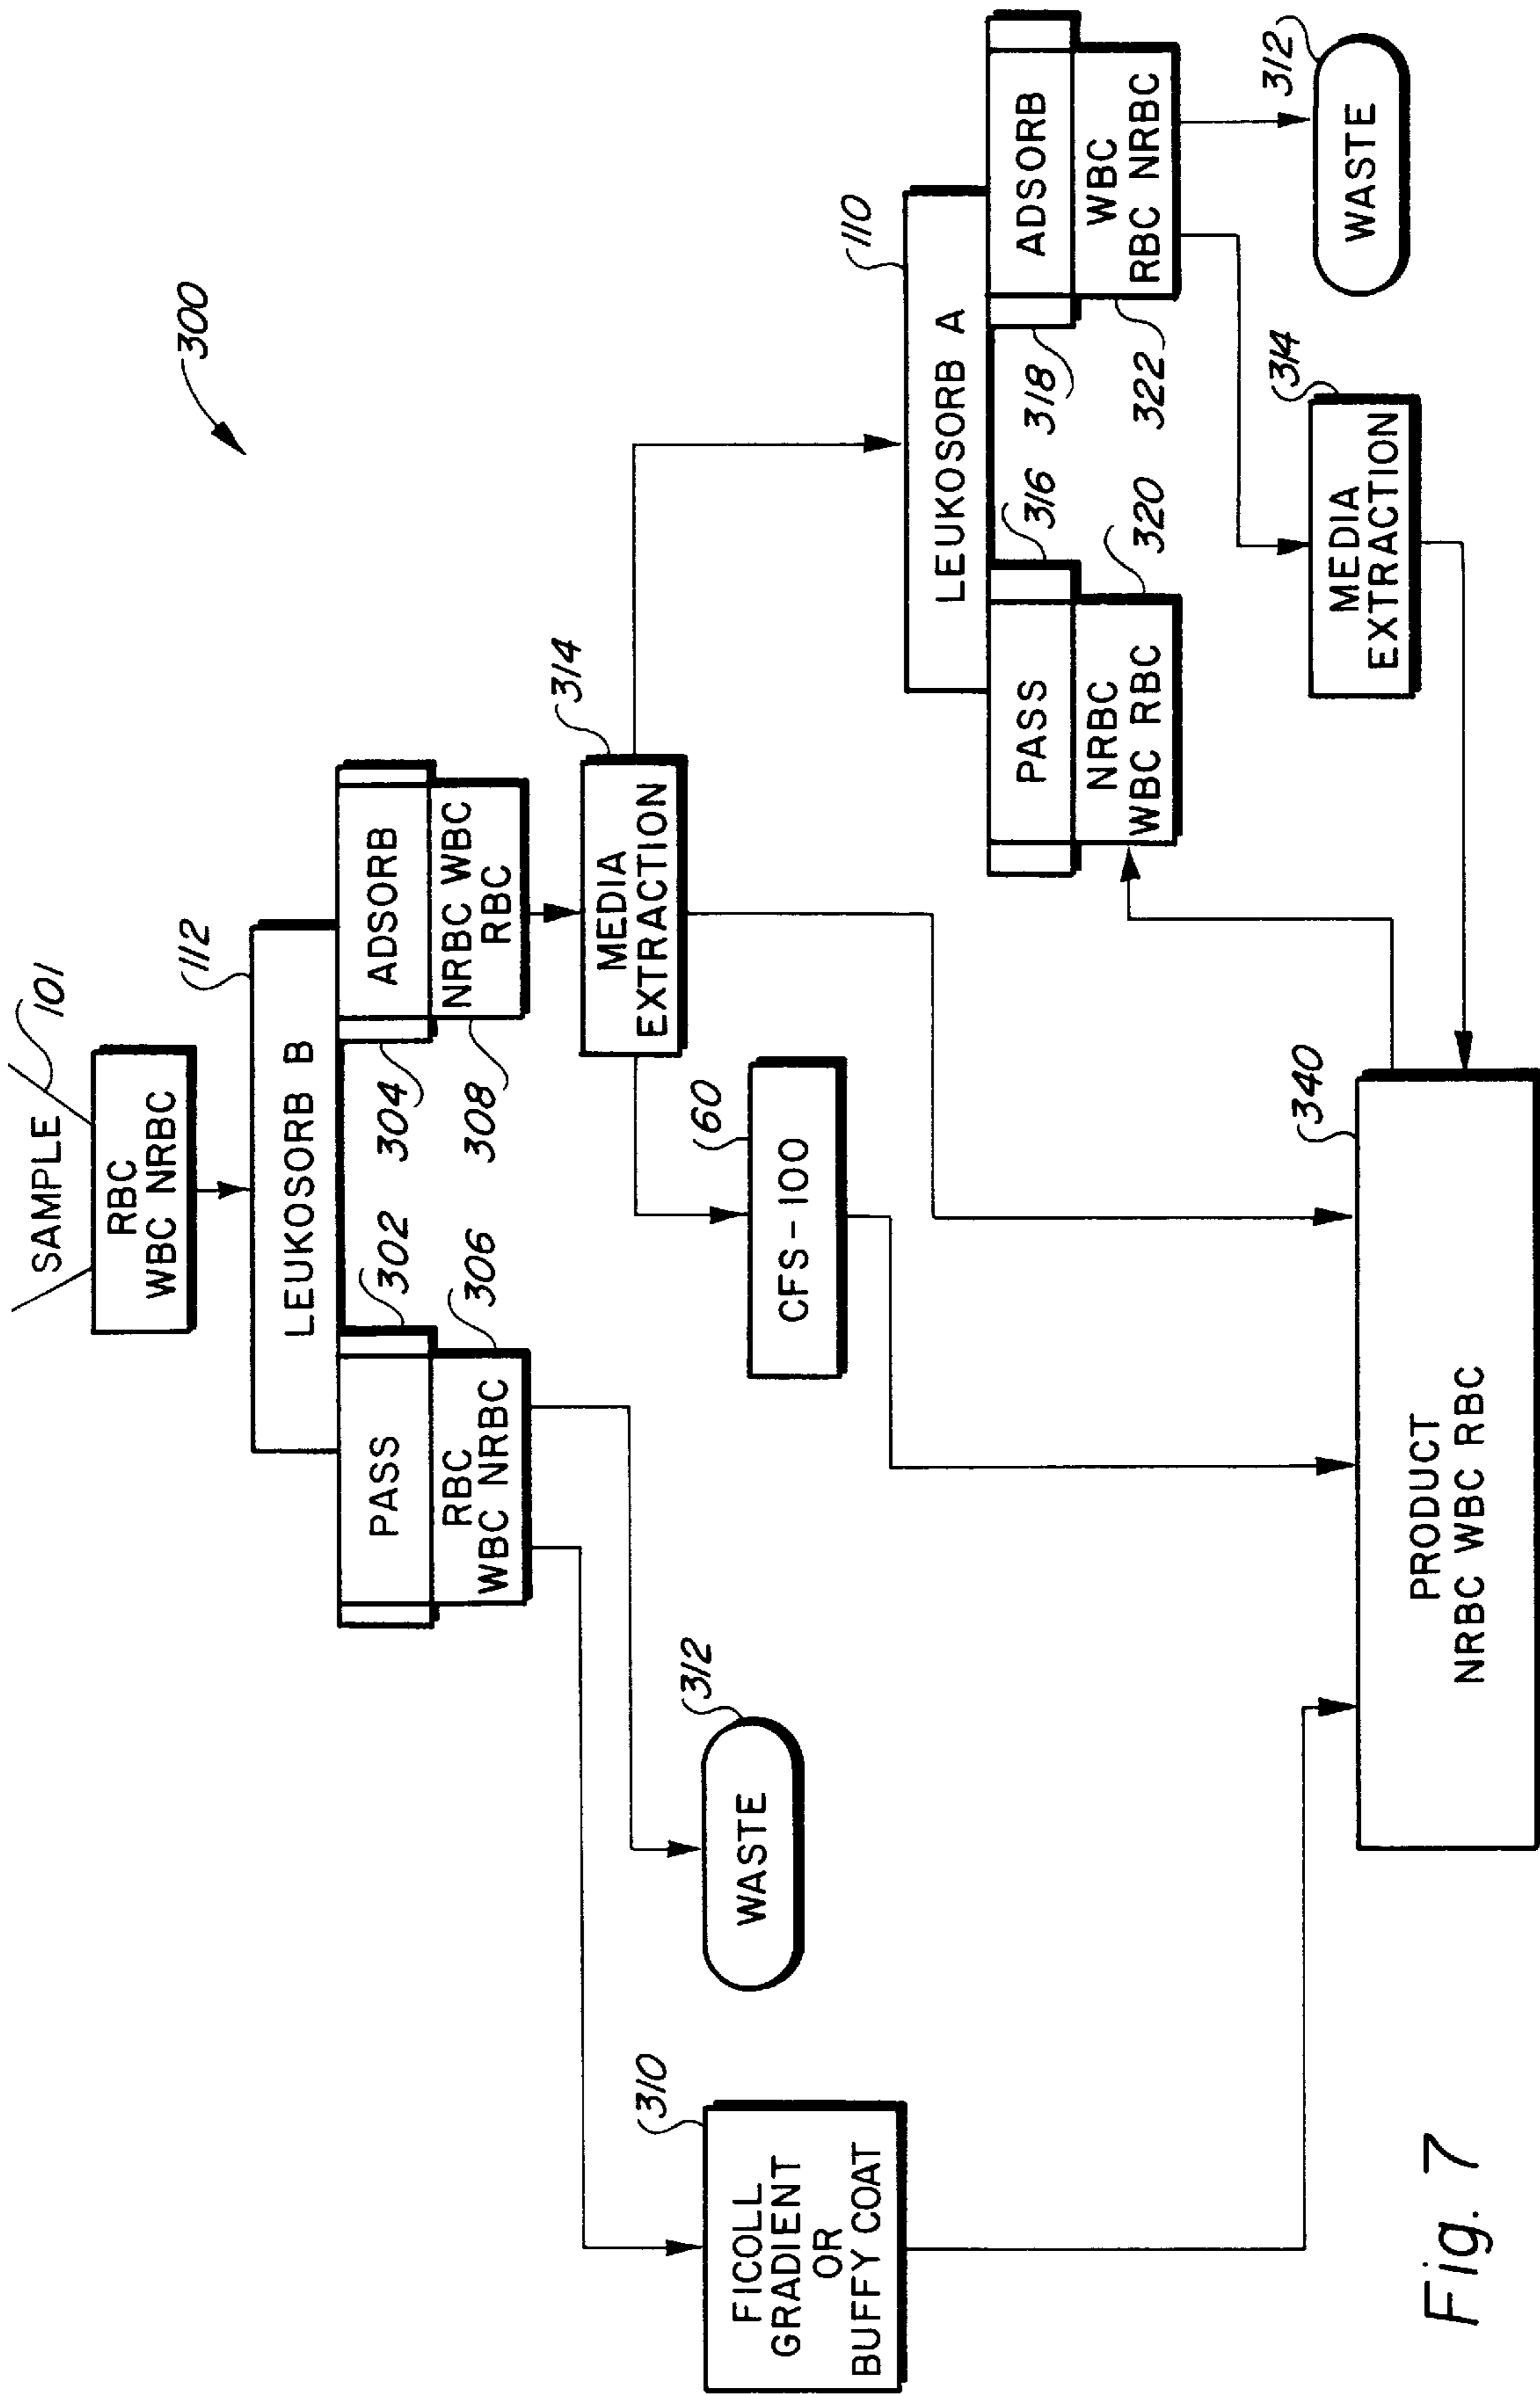 300
SAMPLE
101
RBC
WBC NRBC
112
LEUKOSORB B
PASS
302
304
ADSORB
RBC
WBC NRBC
306
308
NRBC WBC
RBC
314
MEDIA
EXTRACTION
60
CFS-100
312
WASTE
310
FICOLL
GRADIENT
OR
BUFFY COAT
110
LEUKOSORB A
PASS
316
318
ADSORB
NRBC
WBC RBC
320
322
WBC
RBC NRBC
312
WASTE
314
MEDIA
EXTRACTION
340
PRODUCT
NRBC WBC RBC
Fig. 7